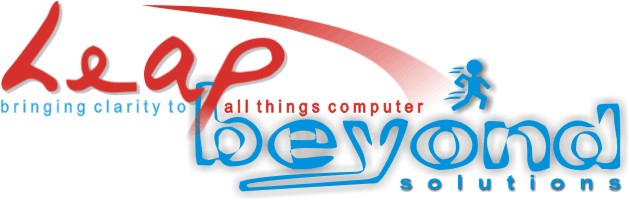 Leap
bringing clarity to all things computer
beyond
solutions